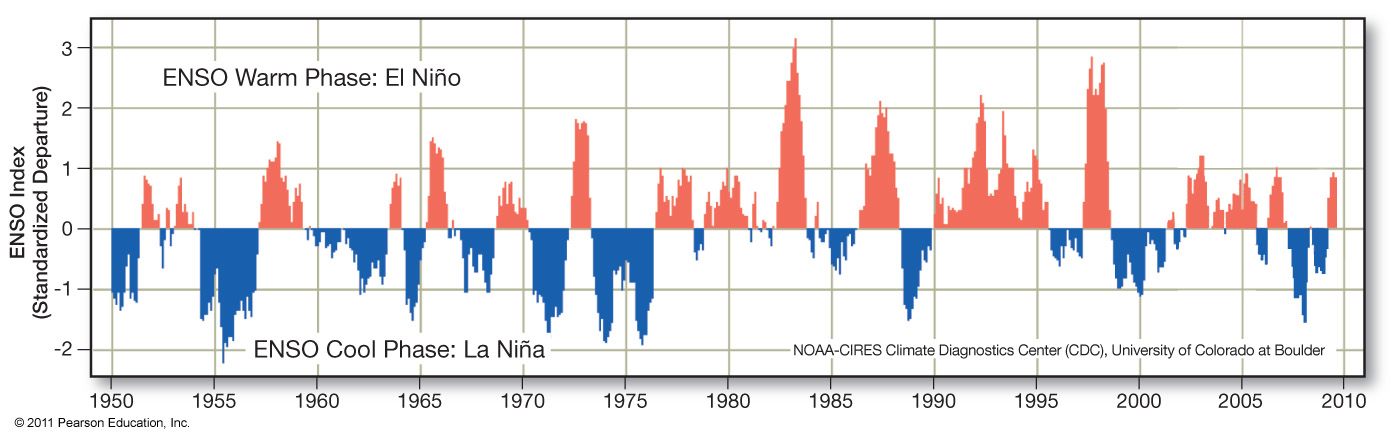 3
2
1
0
-1
-2
ENSO Index
(Standardized Departure)
ENSO Warm Phase: El Niño
ENSO Cool Phase: La Niña
NOAA-CIRES Climate Diagnostics Center (CDC), University of Colorado at Boulder
1950 1955 1960 1965 1970 1975 1980 1985 1990 1995 2000 2005 2010
© 2011 Pearson Education, Inc.